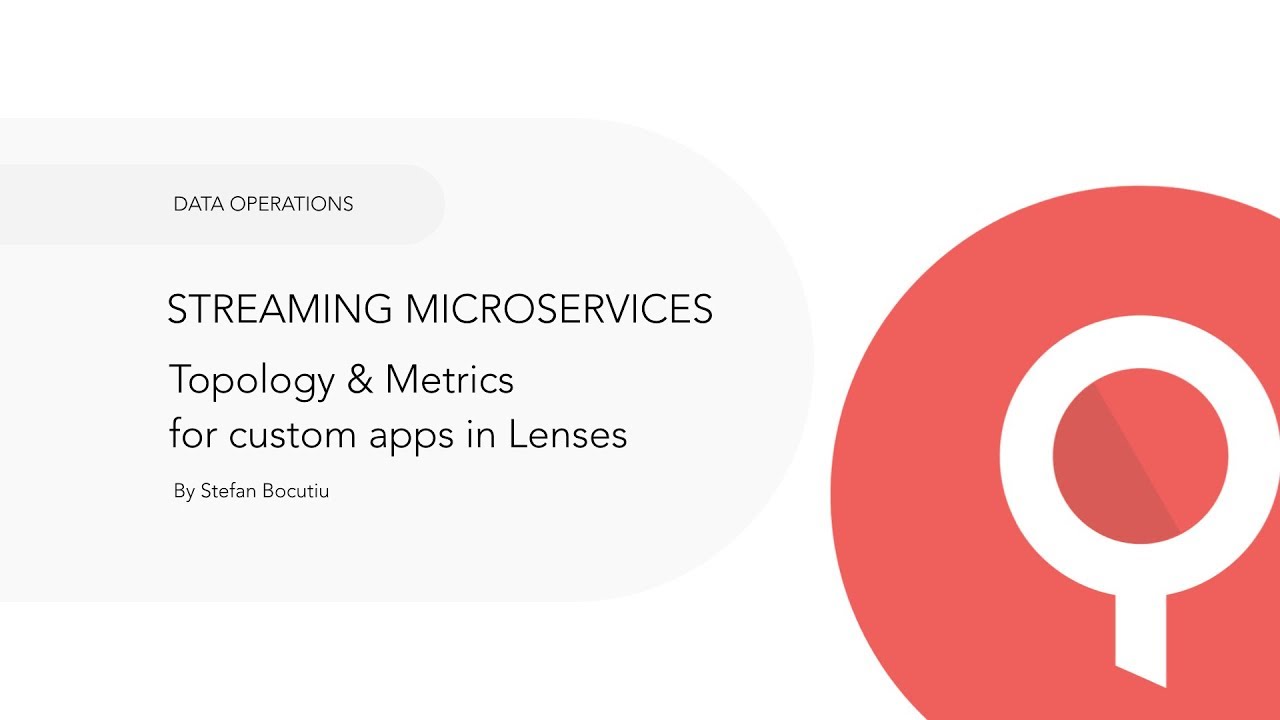 DATA OPERATIONS
STREAMING MICROSERVICES
Topology & Metrics
for custom apps in Lenses
By Stefan Bocutiu